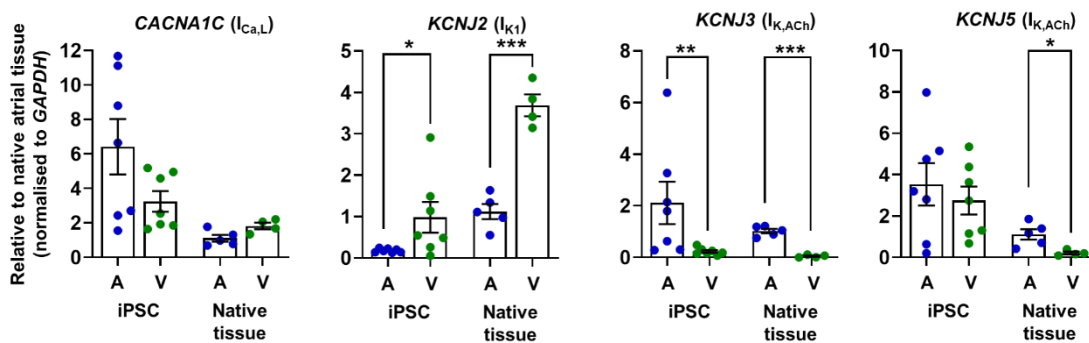 Relative to native atrial tissue
(normalised to GAPDH)
CACNA1C (ICa,L)
12
10
8
6
4
2
0
A V A V
iPSC Native
tissue
KCNJ2 (IK1)
* ***
5
4
3
2
1
0
A V A V
iPSC Native
tissue
KCNJ3 (IK,ACh)
** ***
8
6
4
2
0
A V A V
iPSC Native
tissue
KCNJ5 (IK,ACh)
*
10
8
6
4
2
0
A V A V
iPSC Native
tissue